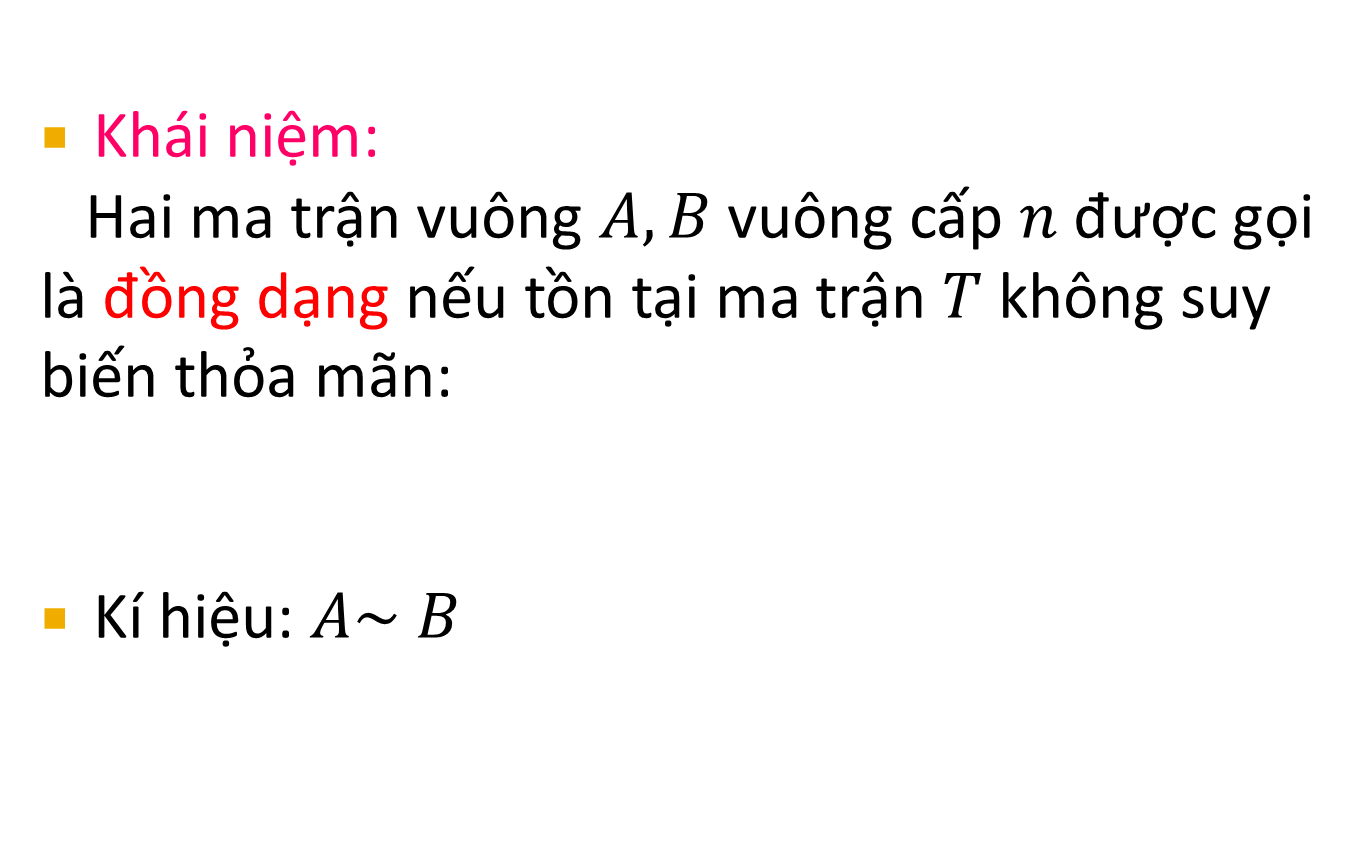 ▪ Khái niệm:
Hai ma trận vuông 𝐴, 𝐵 vuông cấp 𝑛 được gọi
là đồng dạng nếu tồn tại ma trận 𝑇 không suy
biến thỏa mãn:
▪ Kí hiệu: 𝐴~ 𝐵